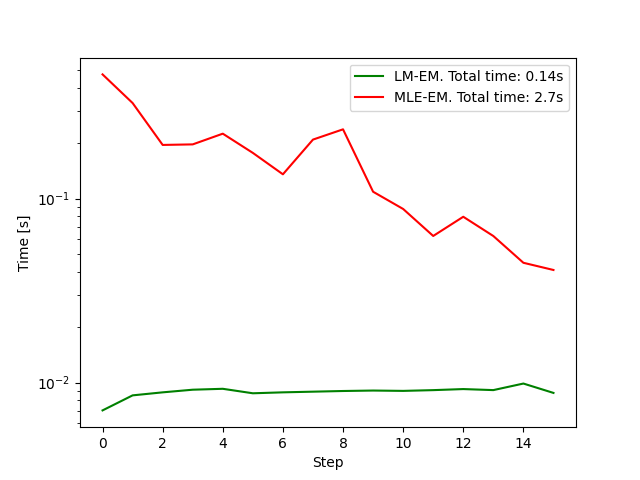 LM-EM. Total time: 0.14s
MLE-EM. Total time: 2.7s
Time [s]
10⁻¹
10⁻²
0 2 4 6 8 10 12 14
Step